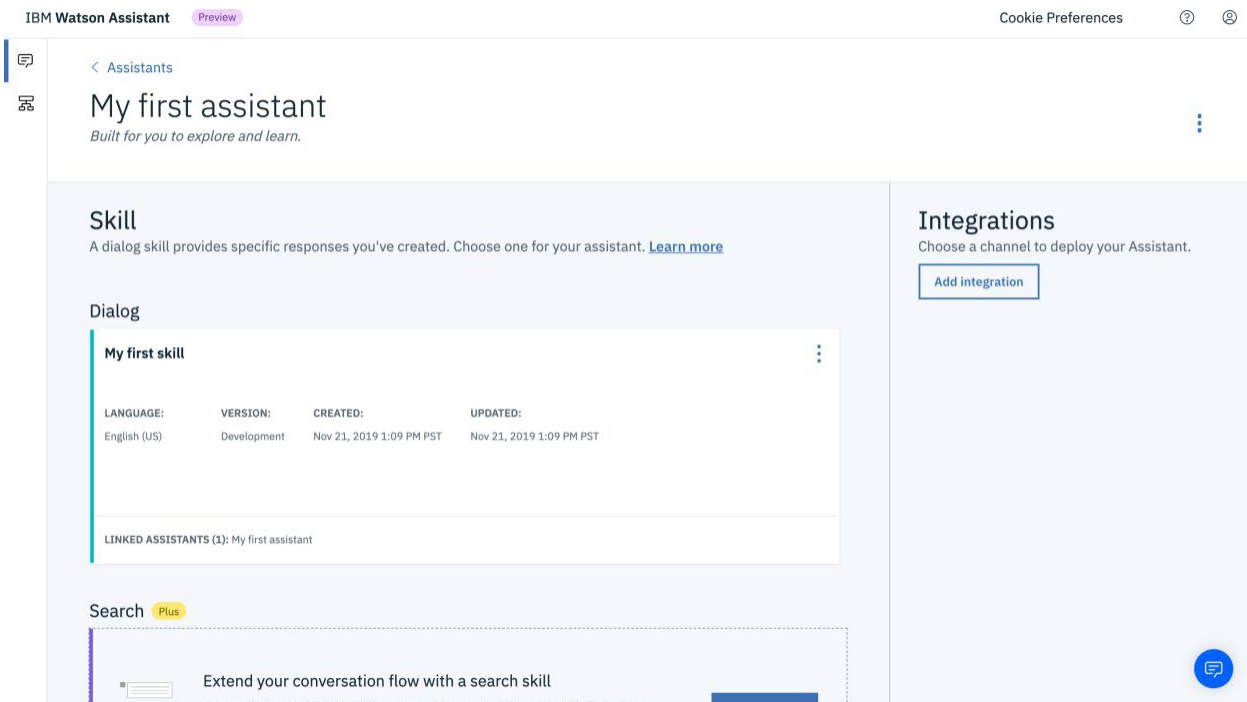 IBM Watson Assistant Preview Cookie Preferences
Assistants
My first assistant
Built for you to explore and learn.
Skill
A dialog skill provides specific responses you've created. Choose one for your assistant. Learn more
Integrations
Choose a channel to deploy your Assistant.
Add integration
Dialog
My first skill
LANGUAGE: VERSION: CREATED: UPDATED:
English (US) Development Nov 21, 2019 1:09 PM PST Nov 21, 2019 1:09 PM PST
LINKED ASSISTANTS (1): My first assistant
Search Plus
Extend your conversation flow with a search skill